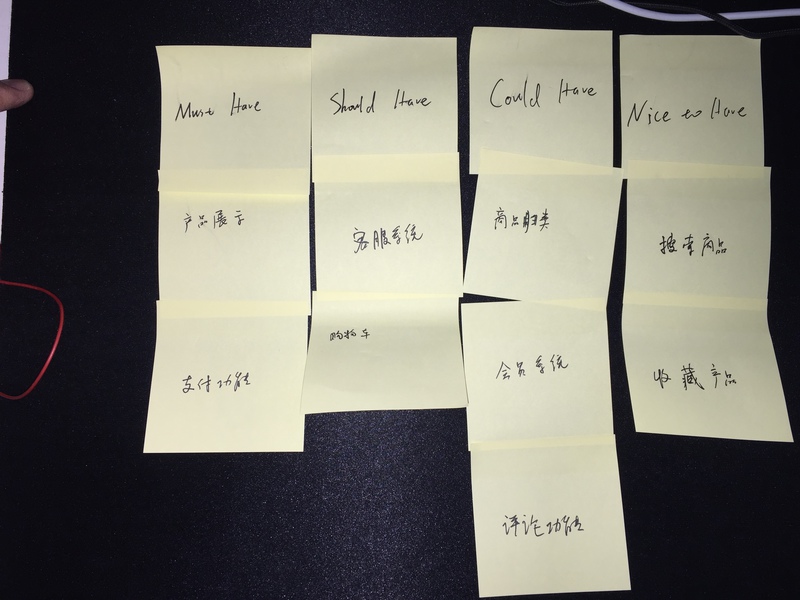 Must Have
Should Have
Could Have
Nice to Have
产品展示
客服系统
商品归类
搜索商品
支付功能
购物车
会员系统
收藏产品
评论功能